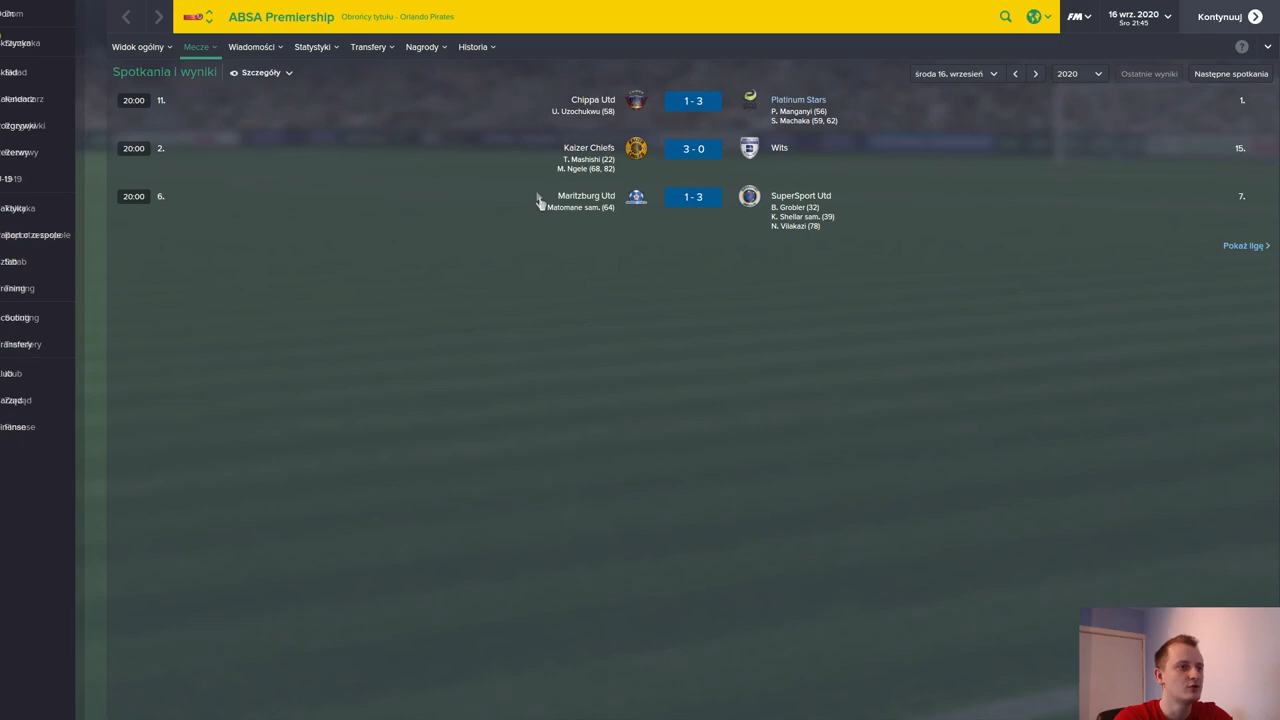 ABSA Premiership
Obrońcy tytułu - Orlando Pirates
FM
16 wrz. 2020
Śro 21:45
Kontynuuj
Widok ogólny
Mecze
Wiadomości
Statystyki
Transfery
Nagrody
Historia
Spotkania i wyniki
Szczegóły
środa 16, wrzesień
2020
Ostatnie wyniki
Następne spotkania
20:00 11. Chippa Utd 1 - 3 Platinum Stars 1.
U. Uzochukwu (58)
P. Manganyi (56)
S. Machaka (59, 62)
20:00 2. Kaizer Chiefs 3 - 0 Wits 15.
T. Mashishi (22)
M. Ngele (68, 82)
20:00 6. Maritzburg Utd 1 - 3 SuperSport Utd 7.
Matomane sam. (64)
B. Grobler (32)
K. Shellar sam. (39)
N. Vilakazi (78)
Pokaż ligę